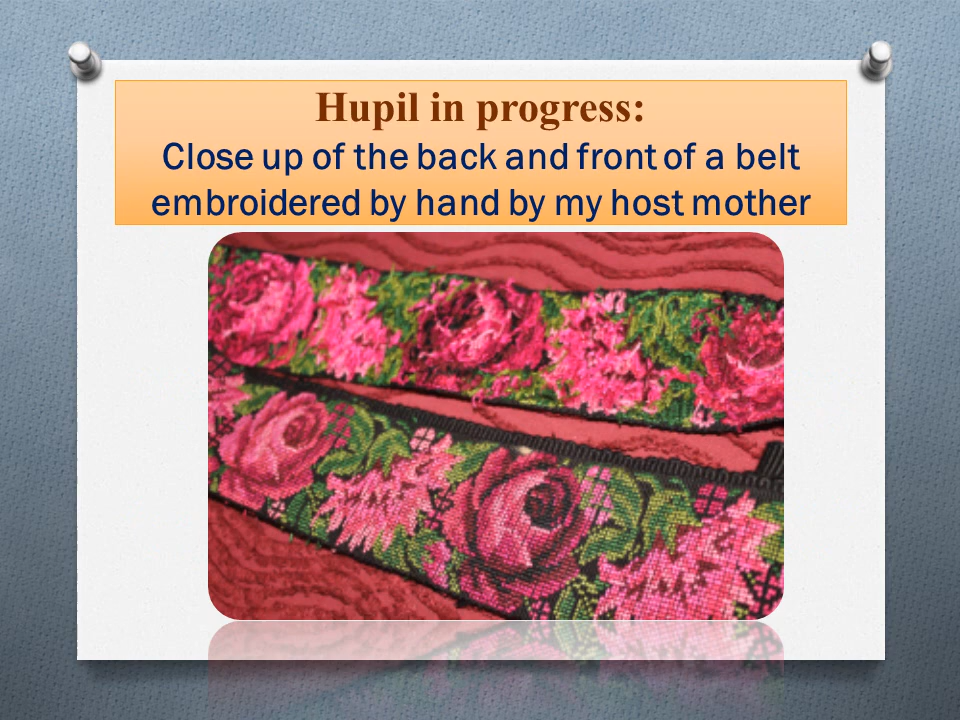 Hupil in progress:
Close up of the back and front of a belt
embroidered by hand by my host mother